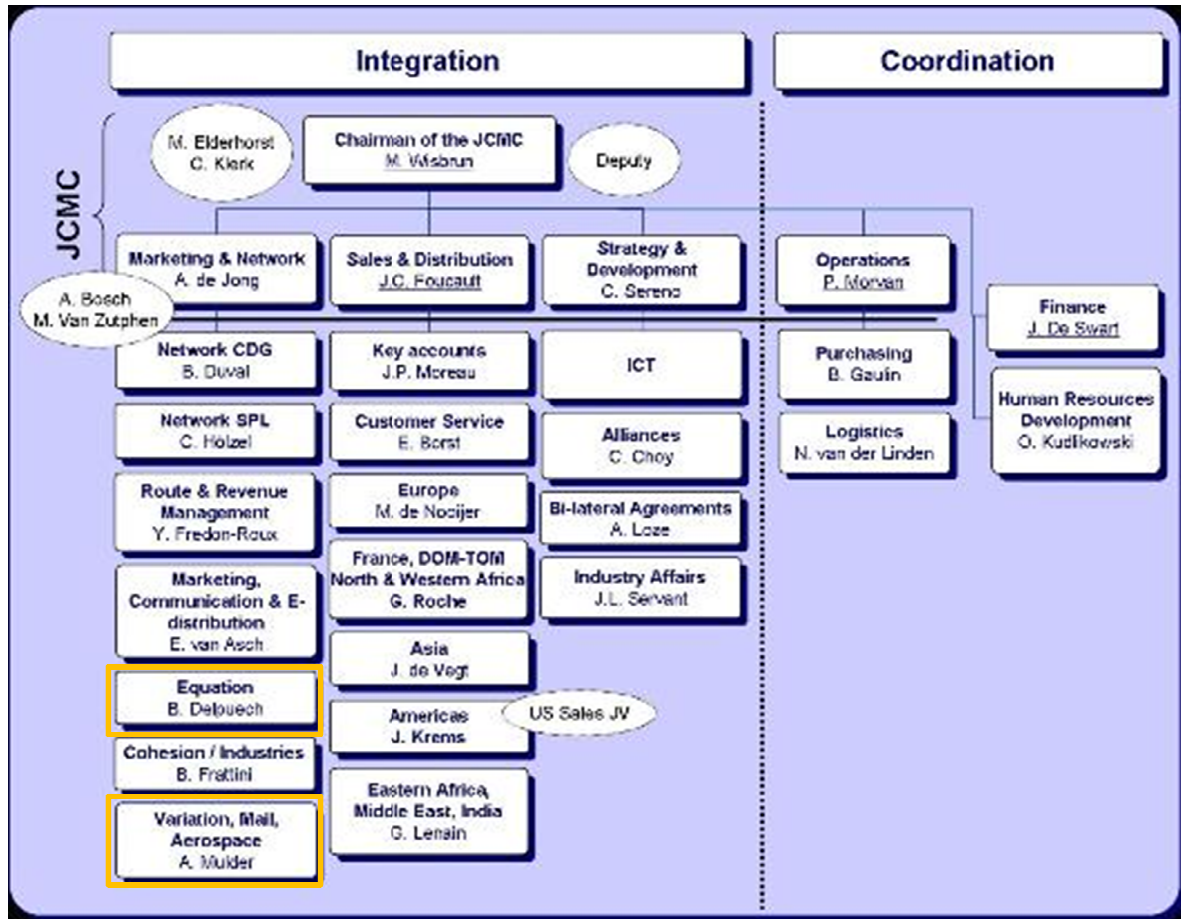 Integration
Coordination
JCMC
M. Elderhorst
C. Klerk
Chairman of the JCMC
M. Wisbrun
Deputy
Marketing & Network
A. de Jong
Sales & Distribution
J.C. Foucault
Strategy &
Development
C. Sereno
Operations
P. Morvan
Finance
J. De Swart
A. Bosch
M. Van Zutphen
Network CDG
B. Duval
Key accounts
J.P. Moreau
ICT
Purchasing
B. Gaulin
Human Resources
Development
O. Kudlikowski
Network SPL
C. Hölzel
Customer Service
E. Borst
Alliances
C. Choy
Logistics
N. van der Linden
Route & Revenue
Management
Y. Fredon-Roux
Europe
M. de Nooijer
Bi-lateral Agreements
A. Loze
Marketing,
Communication & E-
distribution
E. van Asch
France, DOM-TOM
North & Western Africa
G. Roche
Industry Affairs
J.L. Servant
Equation
B. Delpuech
Asia
J. de Vegt
Cohesion / Industries
B. Frattini
Americas
J. Krems
US Sales JV
Variation, Mail,
Aerospace
A. Mulder
Eastern Africa,
Middle East, India
G. Lenain